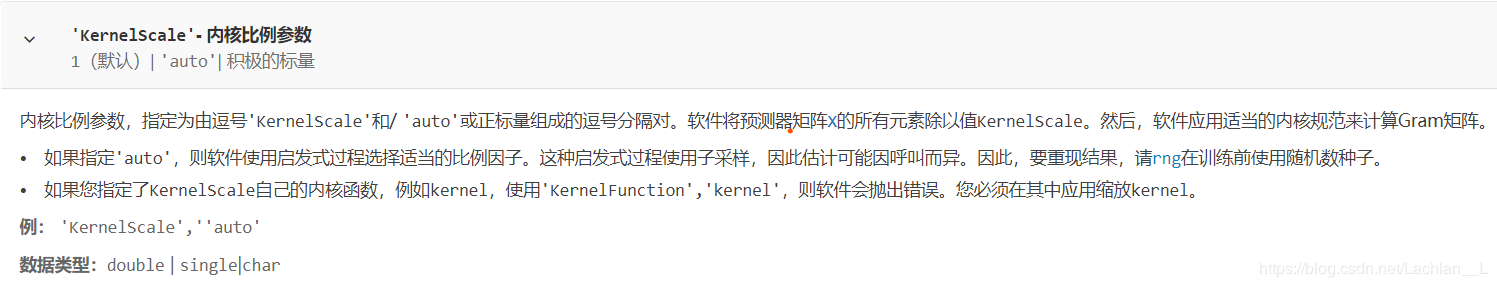 'KernelScale'- 内核比例参数
1（默认）| 'auto'| 积极的标量
内核比例参数，指定为由逗号'KernelScale'和/ 'auto'或正标量组成的逗号分隔对。软件将预测器矩阵X的所有元素除以值KernelScale。然后，软件应用适当的内核规范来计算Gram矩阵。
• 如果指定'auto'，则软件使用启发式过程选择适当的比例因子。这种启发式过程使用子采样，因此估计可能因呼叫而异。因此，要重现结果，请rng在训练前使用随机数种子。
• 如果您指定了KernelScale自己的内核函数，例如kernel，使用'KernelFunction','kernel'，则软件会抛出错误。您必须在其中应用缩放kernel。
例： 'KernelScale',''auto'
数据类型：double | single|char
https://blog.csdn.net/Lachlan__L